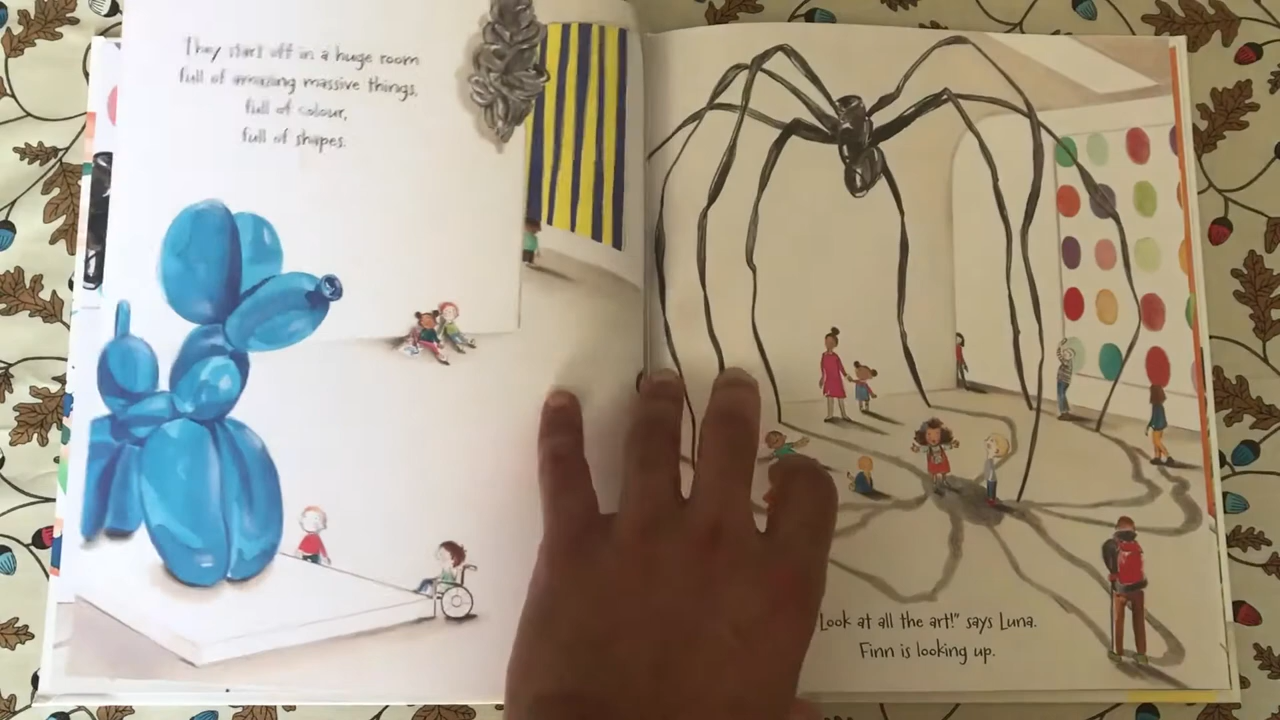 They start off in a huge room
full of amazing massive things,
full of colour,
full of shapes.
"Look at all the art!" says Luna.
Finn is looking up.